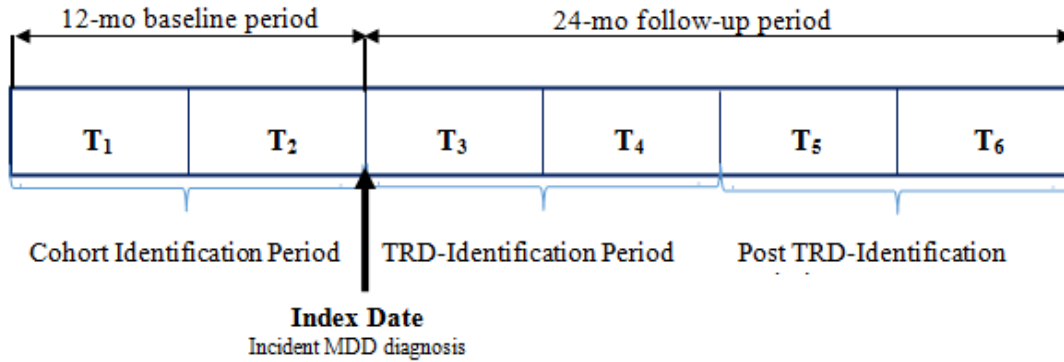 12-mo baseline period
24-mo follow-up period
T₁
T₂
T₃
T₄
T₅
T₆
Cohort Identification Period
TRD-Identification Period
Post TRD-Identification
Index Date
Incident MDD diagnosis